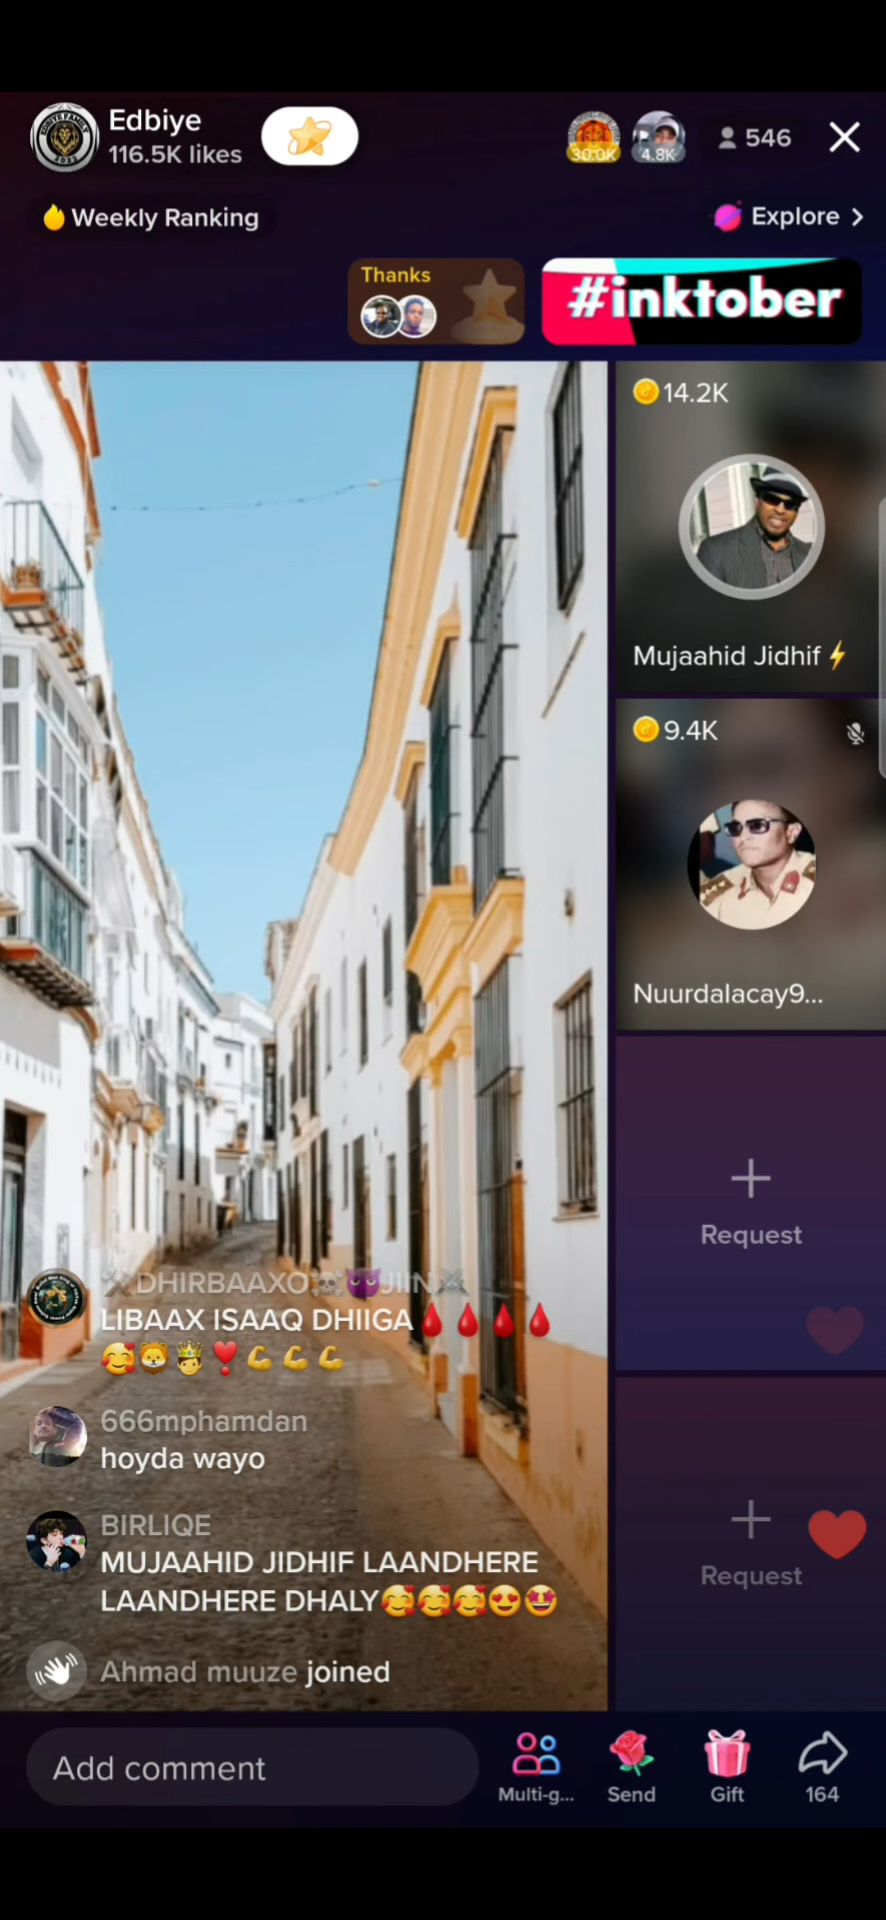 Edbiye
116.5K likes
30.0K
4.8K
546
Weekly Ranking
Explore
Thanks
#inktober
14.2K
Mujaahid Jidhif⚡
9.4K
Nuurdalacay9...
Request
Request
⚒DHIRBAAXO☠😈JIIN⚔
LIBAAX ISAAQ DHIIGA🩸🩸🩸🩸
🥰🦁🤴❣💪💪💪
666mphamdan
hoyda wayo
BIRLIQE
MUJAAHID JIDHIF LAANDHERE
LAANDHERE DHALY🥰🥰🥰😍🤩
Ahmad muuze joined
Add comment
Multi-g...
Send
Gift
164